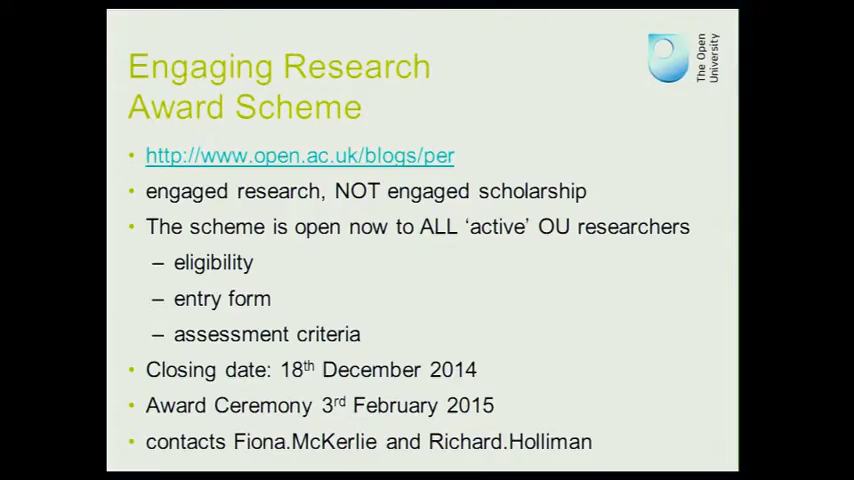 Engaging Research
Award Scheme
The Open
University
• http://www.open.ac.uk/blogs/per
• engaged research, NOT engaged scholarship
• The scheme is open now to ALL ‘active’ OU researchers
– eligibility
– entry form
– assessment criteria
• Closing date: 18th December 2014
• Award Ceremony 3rd February 2015
• contacts Fiona.McKerlie and Richard.Holliman